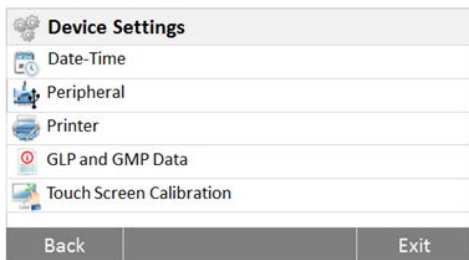 Device Settings
Date-Time
Peripheral
Printer
GLP and GMP Data
Touch Screen Calibration
Back
Exit